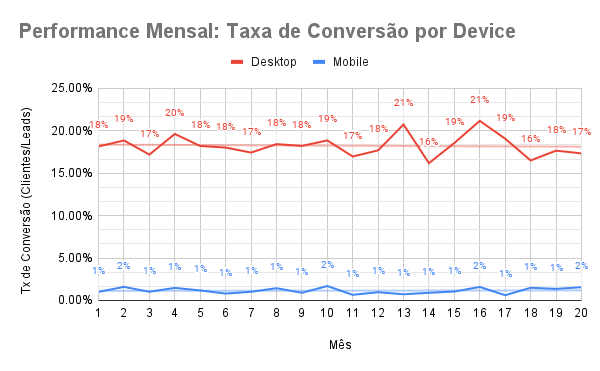 Performance Mensal: Taxa de Conversão por Device
Desktop Mobile
25.00%
20.00%
15.00%
10.00%
5.00%
0.00%
Tx de Conversão (Clientes/Leads)
18% 19% 17% 20% 18% 18% 17% 18% 18% 19% 17% 18% 21% 16% 19% 21% 19% 16% 18% 17%
1% 2% 1% 1% 1% 1% 1% 1% 1% 2% 1% 1% 1% 1% 1% 2% 1% 1% 1% 2%
1 2 3 4 5 6 7 8 9 10 11 12 13 14 15 16 17 18 19 20
Mês